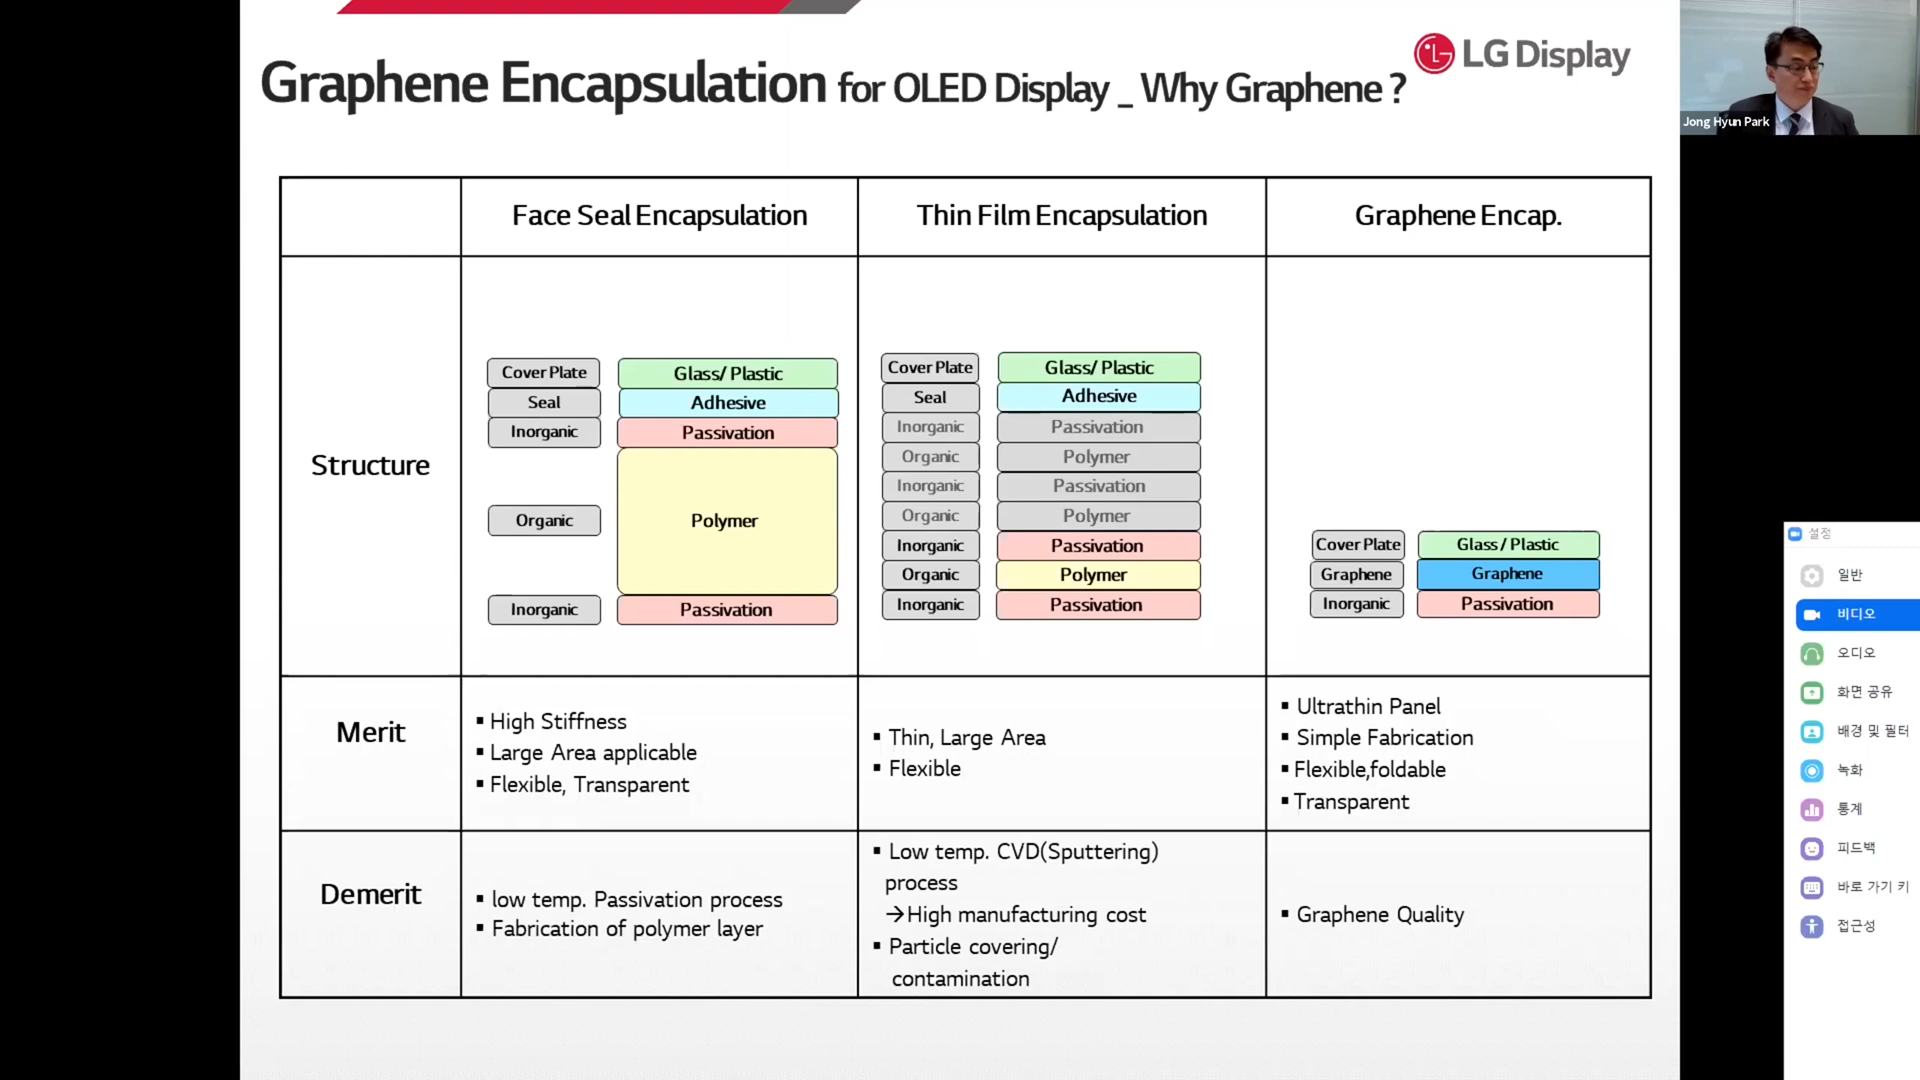 Graphene Encapsulation for OLED Display _ Why Graphene ?
LG Display
Jong Hyun Park
Face Seal Encapsulation
Thin Film Encapsulation
Graphene Encap.
Structure
Cover Plate
Glass/ Plastic
Seal
Adhesive
Inorganic
Passivation
Organic
Polymer
Inorganic
Passivation
Cover Plate
Glass/ Plastic
Seal
Adhesive
Inorganic
Passivation
Organic
Polymer
Inorganic
Passivation
Organic
Polymer
Inorganic
Passivation
Organic
Polymer
Inorganic
Passivation
Cover Plate
Glass / Plastic
Graphene
Graphene
Inorganic
Passivation
Merit
▪ High Stiffness
▪ Large Area applicable
▪ Flexible, Transparent
▪ Thin, Large Area
▪ Flexible
▪ Ultrathin Panel
▪ Simple Fabrication
▪ Flexible,foldable
▪ Transparent
Demerit
▪ low temp. Passivation process
▪ Fabrication of polymer layer
▪ Low temp. CVD(Sputtering)
process
→High manufacturing cost
▪ Particle covering/
contamination
▪ Graphene Quality
설정
일반
비디오
오디오
화면 공유
배경 및 필터
녹화
통계
피드백
바로 가기 키
접근성